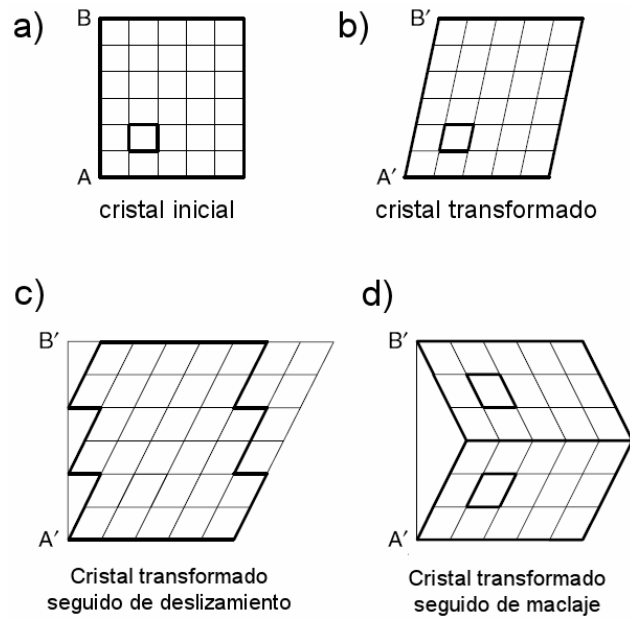 a)
B
A
cristal inicial
b)
B′
A′
cristal transformado
c)
B′
A′
Cristal transformado
seguido de deslizamiento
d)
B′
A′
Cristal transformado
seguido de maclaje